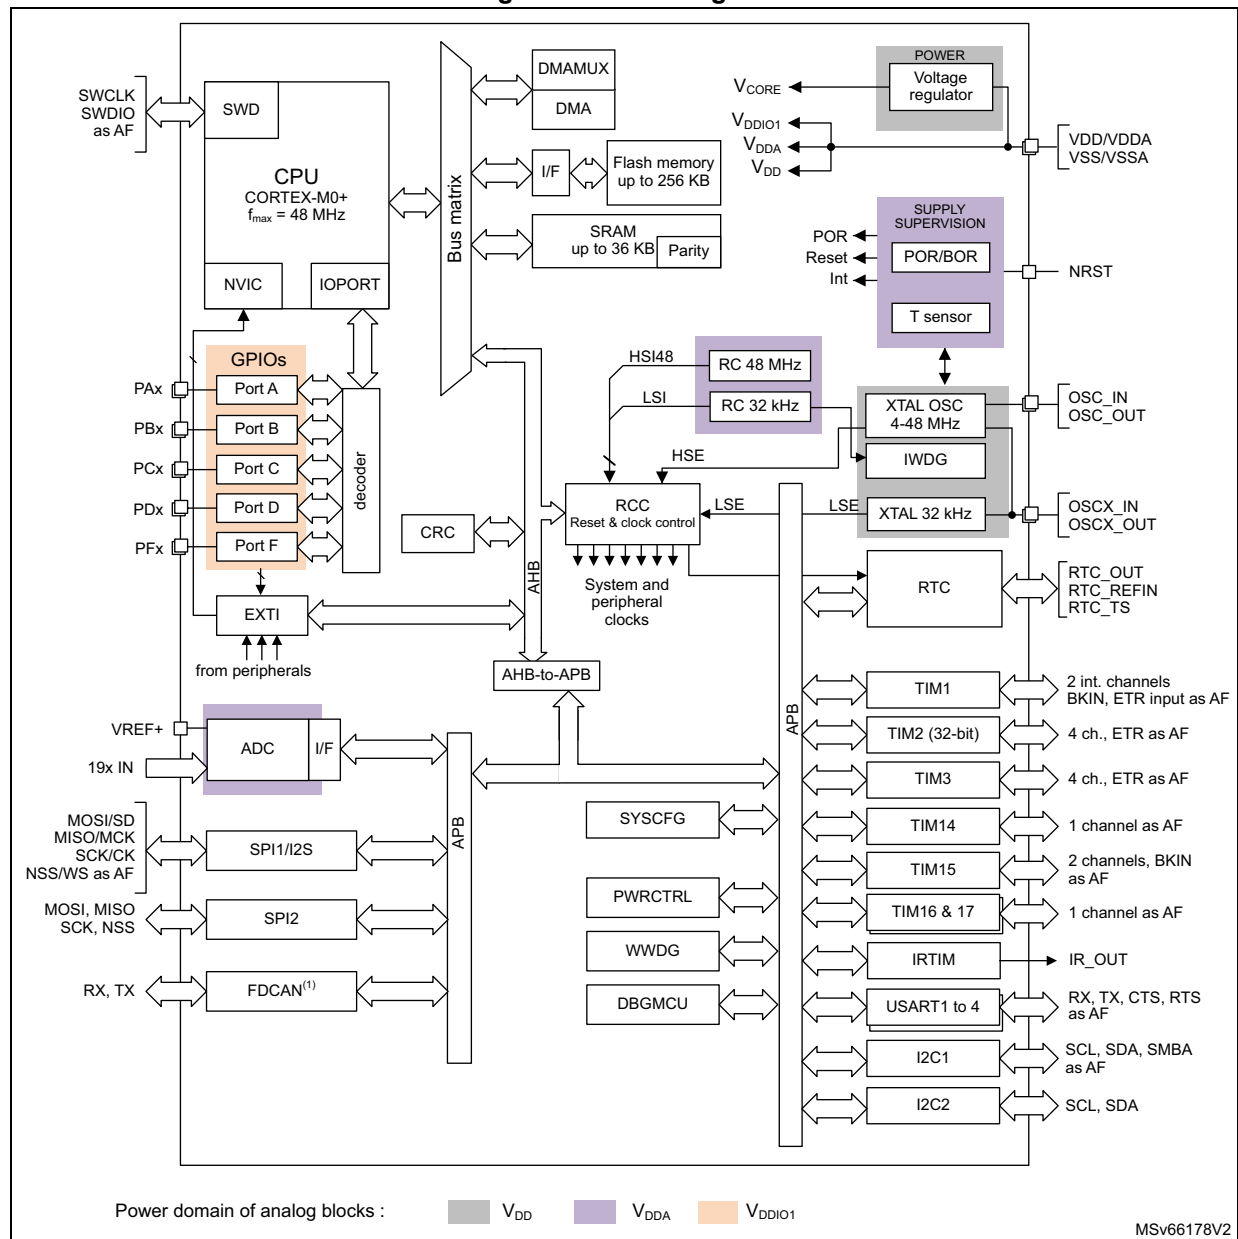 SWCLK
SWDIO
as AF
SWD
CPU
CORTEX-M0+
fmax = 48 MHz
NVIC
IOPORT
Bus matrix
DMAMUX
DMA
I/F
Flash memory
up to 256 KB
SRAM
up to 36 KB
Parity
POWER
Voltage
regulator
VCORE
VDDIO1
VDDA
VDD
VDD/VDDA
VSS/VSSA
SUPPLY
SUPERVISION
POR
Reset
Int
POR/BOR
T sensor
NRST
GPIOs
PAx
Port A
PBx
Port B
PCx
Port C
PDx
Port D
PFx
Port F
decoder
HSI48
RC 48 MHz
LSI
RC 32 kHz
XTAL OSC
4-48 MHz
OSC_IN
OSC_OUT
IWDG
HSE
LSE
LSE
XTAL 32 kHz
OSCX_IN
OSCX_OUT
RCC
Reset & clock control
System and
peripheral
clocks
CRC
AHB
RTC
RTC_OUT
RTC_REFIN
RTC_TS
EXTI
from peripherals
AHB-to-APB
VREF+
19x IN
ADC
I/F
APB
APB
MOSI/SD
MISO/MCK
SCK/CK
NSS/WS as AF
SPI1/I2S
MOSI, MISO
SCK, NSS
SPI2
RX, TX
FDCAN(1)
SYSCFG
PWRCTRL
WWDG
DBGMCU
TIM1
2 int. channels
BKIN, ETR input as AF
TIM2 (32-bit)
4 ch., ETR as AF
TIM3
4 ch., ETR as AF
TIM14
1 channel as AF
TIM15
2 channels, BKIN
as AF
TIM16 & 17
1 channel as AF
IRTIM
IR_OUT
USART1 to 4
RX, TX, CTS, RTS
as AF
I2C1
SCL, SDA, SMBA
as AF
I2C2
SCL, SDA
Power domain of analog blocks :
VDD
VDDA
VDDIO1
MSv66178V2